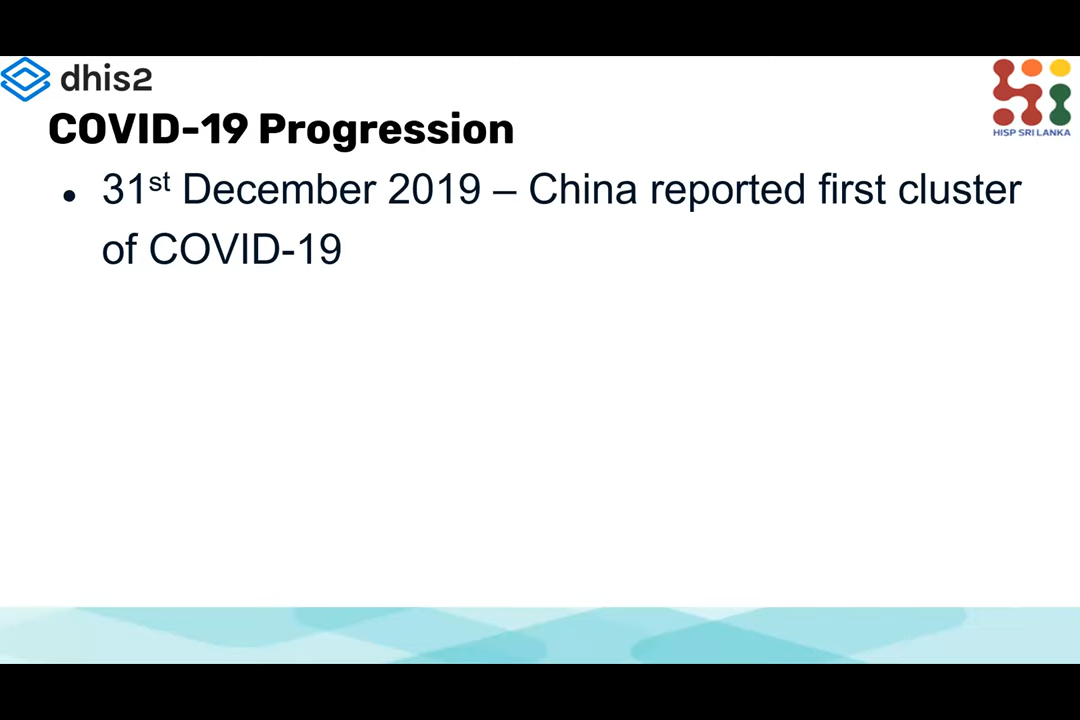 dhis2
HISP SRI LANKA
COVID-19 Progression
• 31st December 2019 – China reported first cluster
of COVID-19